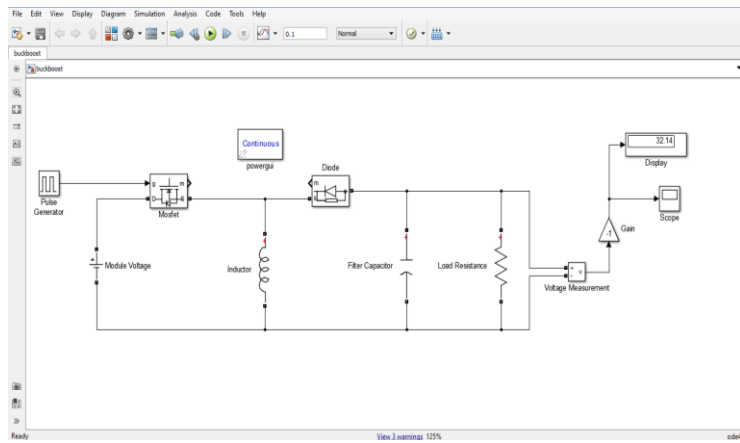 File Edit View Display Diagram Simulation Analysis Code Tools Help
0.1 Normal
buckboost
buckboost
Continuous
powergui
32.14
Display
Diode
m
Pulse
Generator
g m
D S
Mosfet
Scope
-1
Gain
+
Module Voltage
Inductor
Filter Capacitor
Load Resistance
+ v
-
Voltage Measurement
Ready View 3 warnings 125%